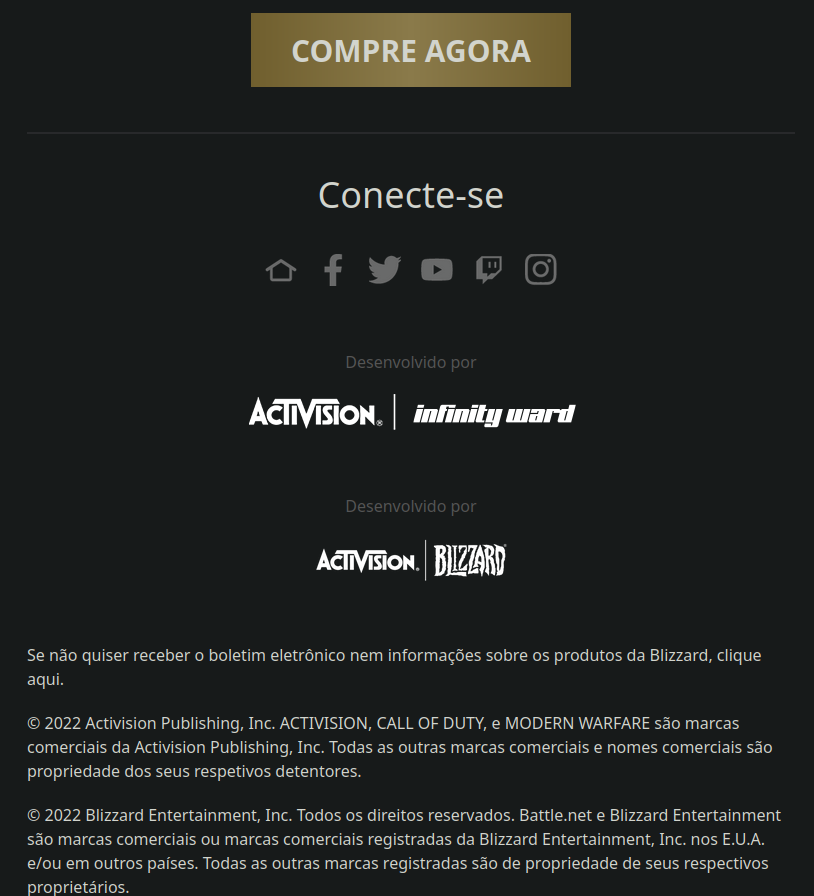 COMPRE AGORA
Conecte-se
Desenvolvido por
ACTIVISION® | infinity ward
Desenvolvido por
ACTIVISION® | BLIZZARD®
Se não quiser receber o boletim eletrônico nem informações sobre os produtos da Blizzard, clique
aqui.
© 2022 Activision Publishing, Inc. ACTIVISION, CALL OF DUTY, e MODERN WARFARE são marcas
comerciais da Activision Publishing, Inc. Todas as outras marcas comerciais e nomes comerciais são
propriedade dos seus respetivos detentores.
© 2022 Blizzard Entertainment, Inc. Todos os direitos reservados. Battle.net e Blizzard Entertainment
são marcas comerciais ou marcas comerciais registradas da Blizzard Entertainment, Inc. nos E.U.A.
e/ou em outros países. Todas as outras marcas registradas são de propriedade de seus respectivos
proprietários.